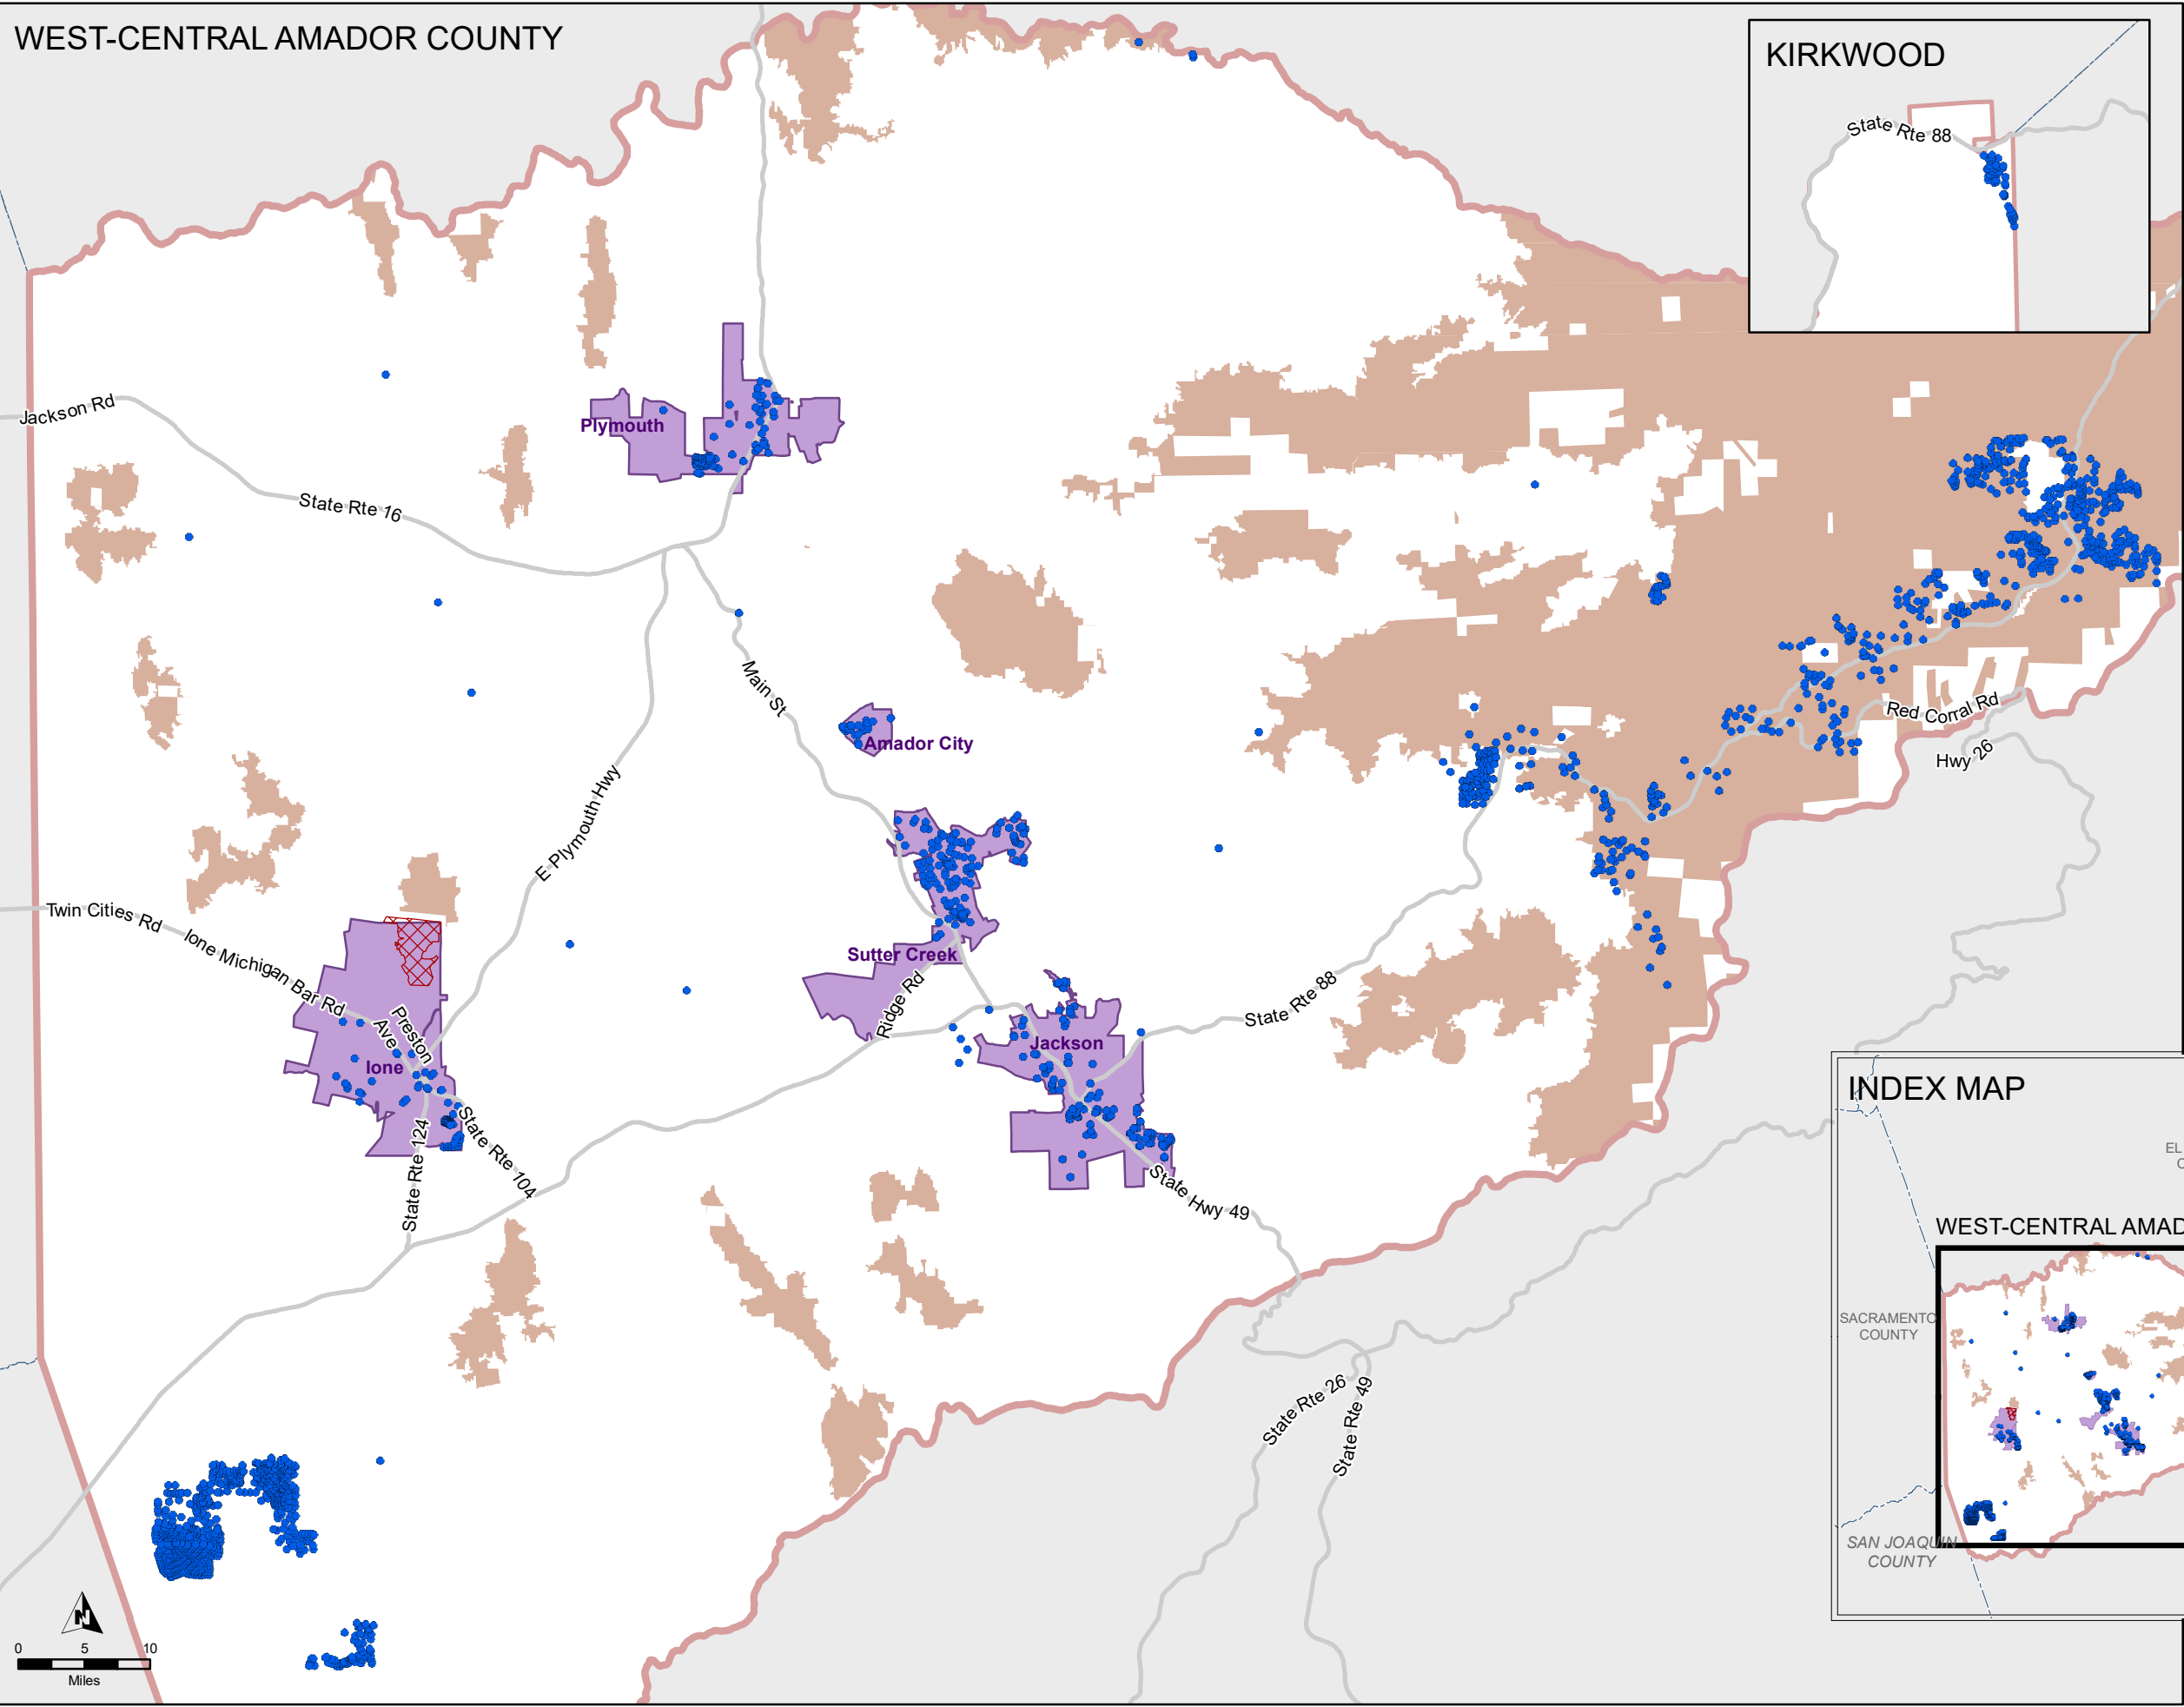 WEST-CENTRAL AMADOR COUNTY
KIRKWOOD
State Rte 88
Jackson Rd
Plymouth
State Rte 16
Main St
Red Corral Rd
Hwy 26
Amador City
E Plymouth Hwy
Twin Cities Rd
Ione Michigan Bar Rd
Sutter Creek
Ridge Rd
State Rte 88
Preston
Ave
Jackson
Ione
INDEX MAP
State Rte 124
State Rte 104
State Hwy 49
EL
C
WEST-CENTRAL AMAD
SACRAMENTO
COUNTY
State Rte 26
State Rte 49
SAN JOAQUIN
COUNTY
N
0 5 10
Miles